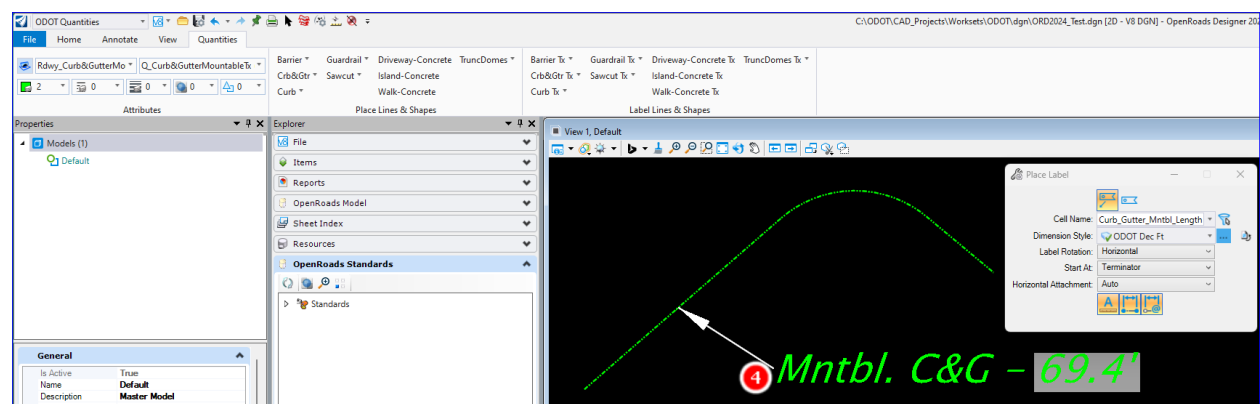 ODOT Quantities
C:\ODOT\CAD_Projects\Worksets\ODOT\dgn\ORD2024_Test.dgn [2D - V8 DGN] - OpenRoads Designer 202
File Home Annotate View Quantities
Rdwy_Curb&GutterMo Q_Curb&GutterMountableTx
2 0 0 0 0
Attributes
Barrier Guardrail Driveway-Concrete TruncDomes
Crb&Gtr Sawcut Island-Concrete
Curb Walk-Concrete
Place Lines & Shapes
Barrier Tx Guardrail Tx Driveway-Concrete Tx TruncDomes Tx
Crb&Gtr Tx Sawcut Tx Island-Concrete Tx
Curb Tx Walk-Concrete Tx
Label Lines & Shapes
Properties
Models (1)
Default
General
Is Active True
Name Default
Description Master Model
Explorer
File
Items
Reports
OpenRoads Model
Sheet Index
Resources
OpenRoads Standards
Standards
View 1, Default
Place Label
Cell Name: Curb_Gutter_Mntbl_Length
Dimension Style: ODOT Dec Ft
Label Rotation: Horizontal
Start At: Terminator
Horizontal Attachment: Auto
4 Mntbl. C&G – 69.4'